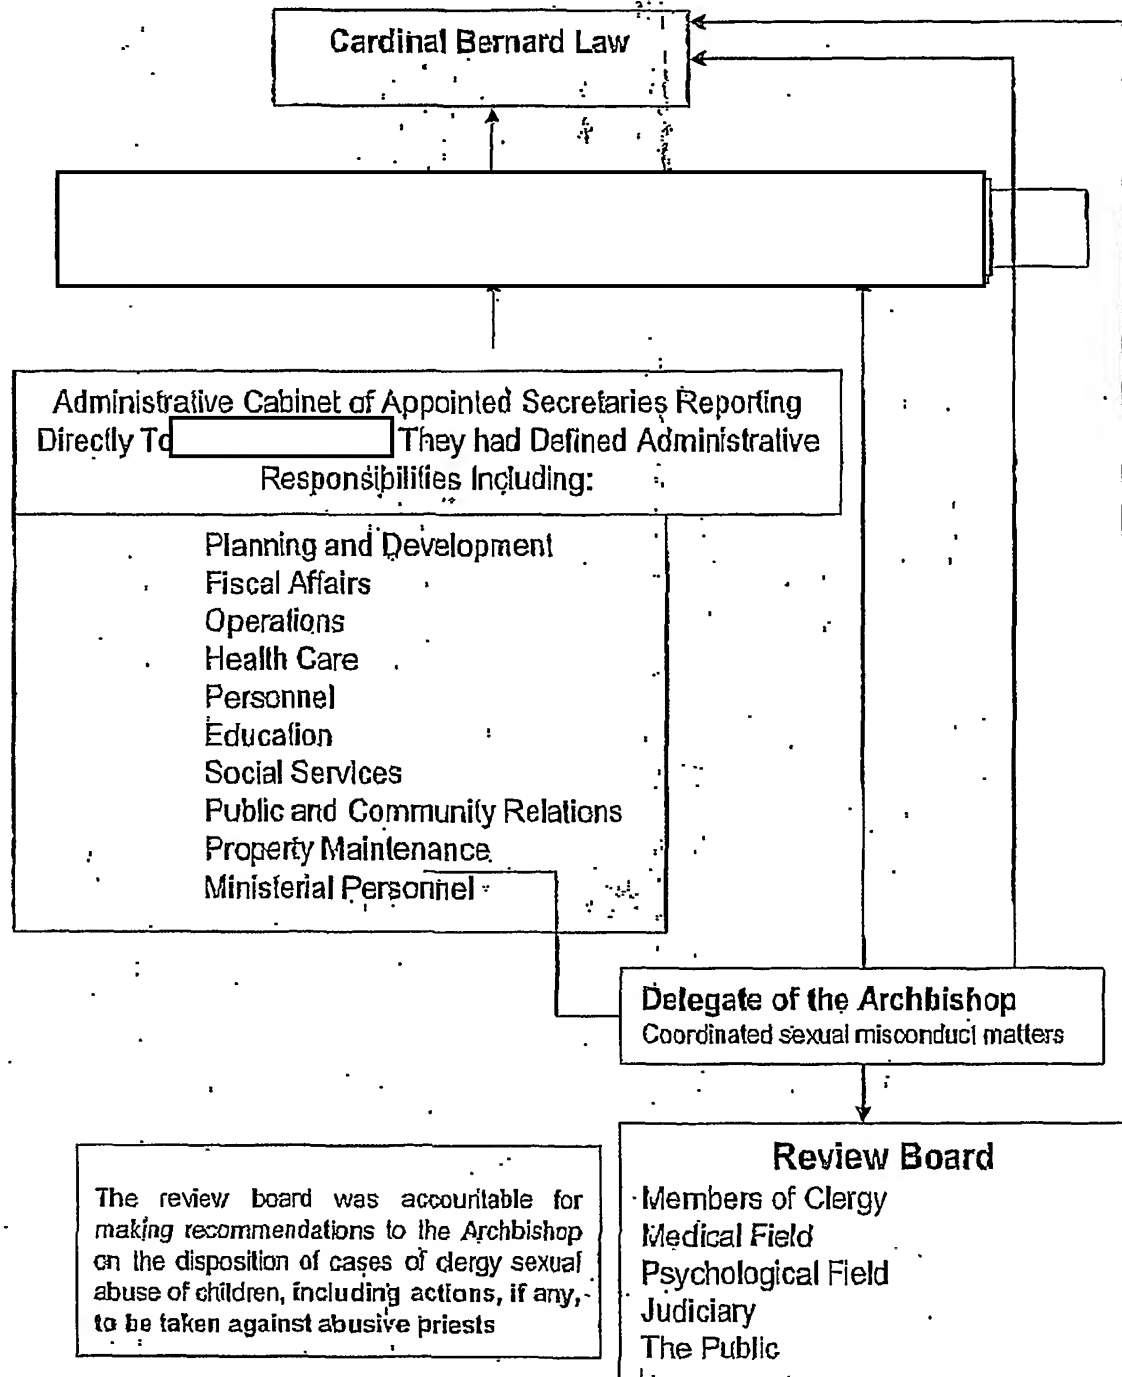 Cardinal Bernard Law
Administrative Cabinet of Appointed Secretaries Reporting
Directly To They had Defined Administrative
Responsibilities Including:
Planning and Development
Fiscal Affairs
Operations
Health Care
Personnel
Education
Social Services
Public and Community Relations
Property Maintenance
Ministerial Personnel
Delegate of the Archbishop
Coordinated sexual misconduct matters
The review board was accountable for
making recommendations to the Archbishop
on the disposition of cases of clergy sexual
abuse of children, including actions, if any,
to be taken against abusive priests
Review Board
Members of Clergy
Medical Field
Psychological Field
Judiciary
The Public